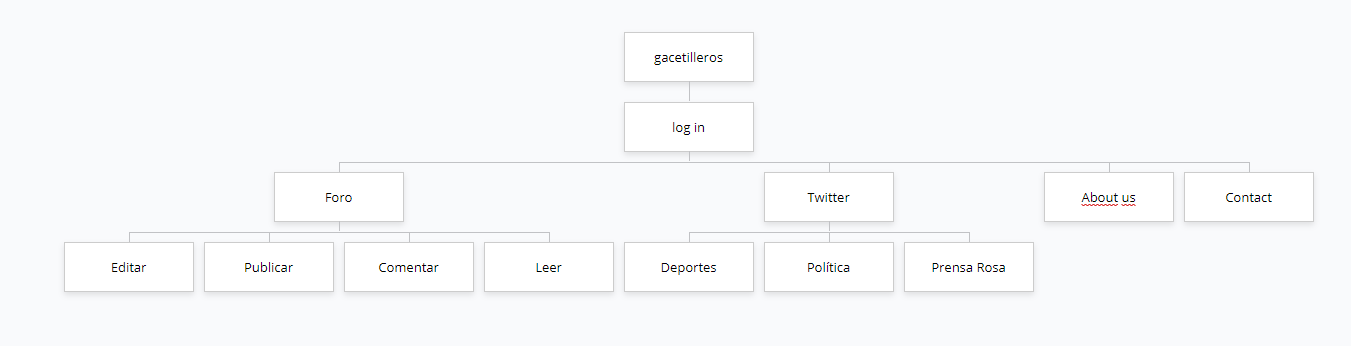 gacetilleros
log in
Foro
Twitter
About us
Contact
Editar
Publicar
Comentar
Leer
Deportes
Política
Prensa Rosa